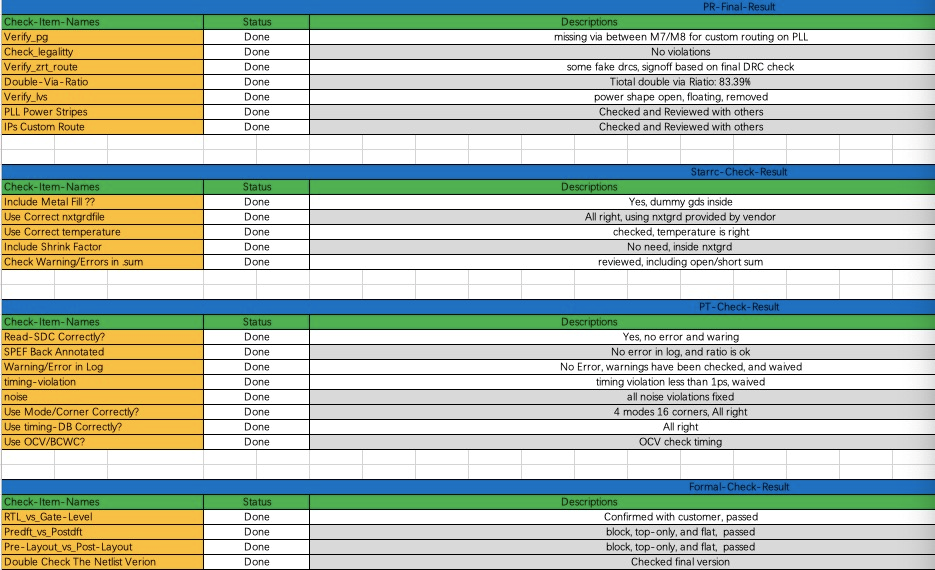 PR-Final-Result
Check-Item-Names Status Descriptions
Verify_pg Done missing via between M7/M8 for custom routing on PLL
Check_legalitty Done No violations
Verify_zrt_route Done some fake drcs, signoff based on final DRC check
Double-Via-Ratio Done Tiotal double via Riatio: 83.39%
Verify_lvs Done power shape open, floating, removed
PLL Power Stripes Done Checked and Reviewed with others
IPs Custom Route Done Checked and Reviewed with others
Starrc-Check-Result
Check-Item-Names Status Descriptions
Include Metal Fill ?? Done Yes, dummy gds inside
Use Correct nxtgrdfile Done All right, using nxtgrd provided by vendor
Use Correct temperature Done checked, temperature is right
Include Shrink Factor Done No need, inside nxtgrd
Check Warning/Errors in .sum Done reviewed, including open/short sum
PT-Check-Result
Check-Item-Names Status Descriptions
Read-SDC Correctly? Done Yes, no error and waring
SPEF Back Annotated Done No error in log, and ratio is ok
Warning/Error in Log Done No Error, warnings have been checked, and waived
timing-violation Done timing violation less than 1ps, waived
noise Done all noise violations fixed
Use Mode/Corner Correctly? Done 4 modes 16 corners, All right
Use timing-DB Correctly? Done All right
Use OCV/BCWC? Done OCV check timing
Formal-Check-Result
Check-Item-Names Status Descriptions
RTL_vs_Gate-Level Done Confirmed with customer, passed
Predft_vs_Postdft Done block, top-only, and flat, passed
Pre-Layout_vs_Post-Layout Done block, top-only, and flat, passed
Double Check The Netlist Verion Done Checked final version